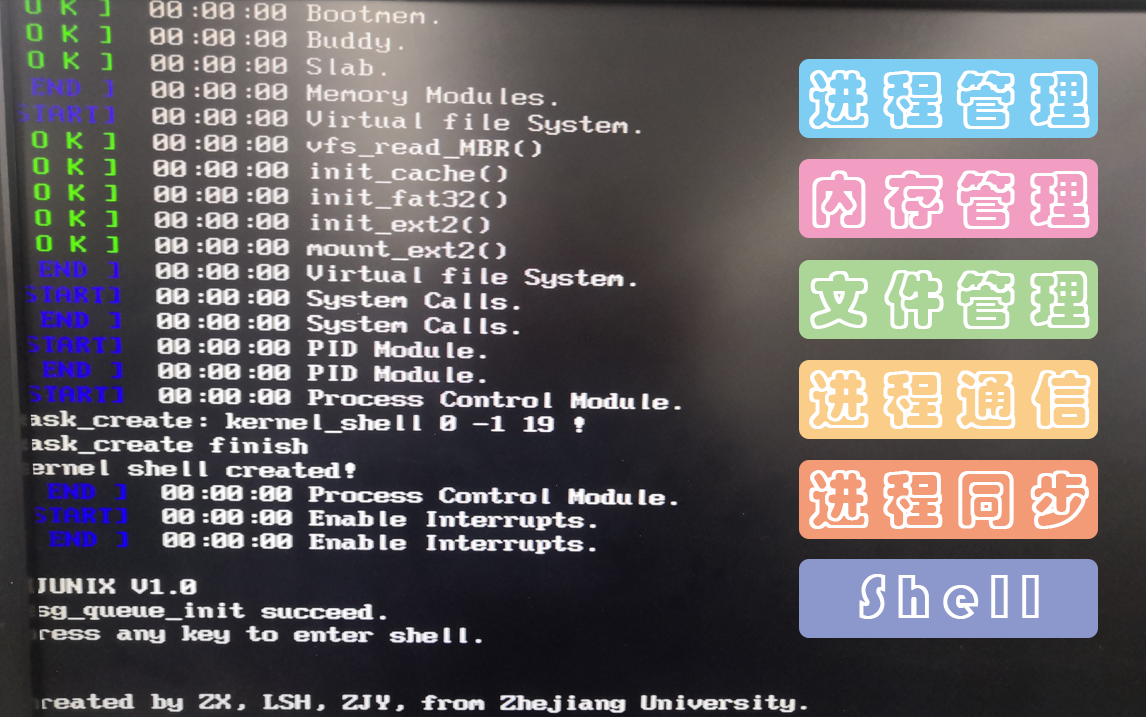 O K ] 00:00:00 Bootmem.
O K ] 00:00:00 Buddy.
O K ] 00:00:00 Slab.
END ] 00:00:00 Memory Modules.
START] 00:00:00 Virtual file System.
O K ] 00:00:00 vfs_read_MBR()
O K ] 00:00:00 init_cache()
O K ] 00:00:00 init_fat32()
O K ] 00:00:00 init_ext2()
O K ] 00:00:00 mount_ext2()
END ] 00:00:00 Virtual file System.
START] 00:00:00 System Calls.
END ] 00:00:00 System Calls.
START] 00:00:00 PID Module.
END ] 00:00:00 PID Module.
START] 00:00:00 Process Control Module.
ask_create: kernel_shell 0 -1 19 !
ask_create finish
ernel shell created!
END ] 00:00:00 Process Control Module.
START] 00:00:00 Enable Interrupts.
END ] 00:00:00 Enable Interrupts.
JUNIX V1.0
sg_queue_init succeed.
ress any key to enter shell.
reated by ZX, LSH, ZJY, from Zhejiang University.
进程管理
内存管理
文件管理
进程通信
进程同步
Shell